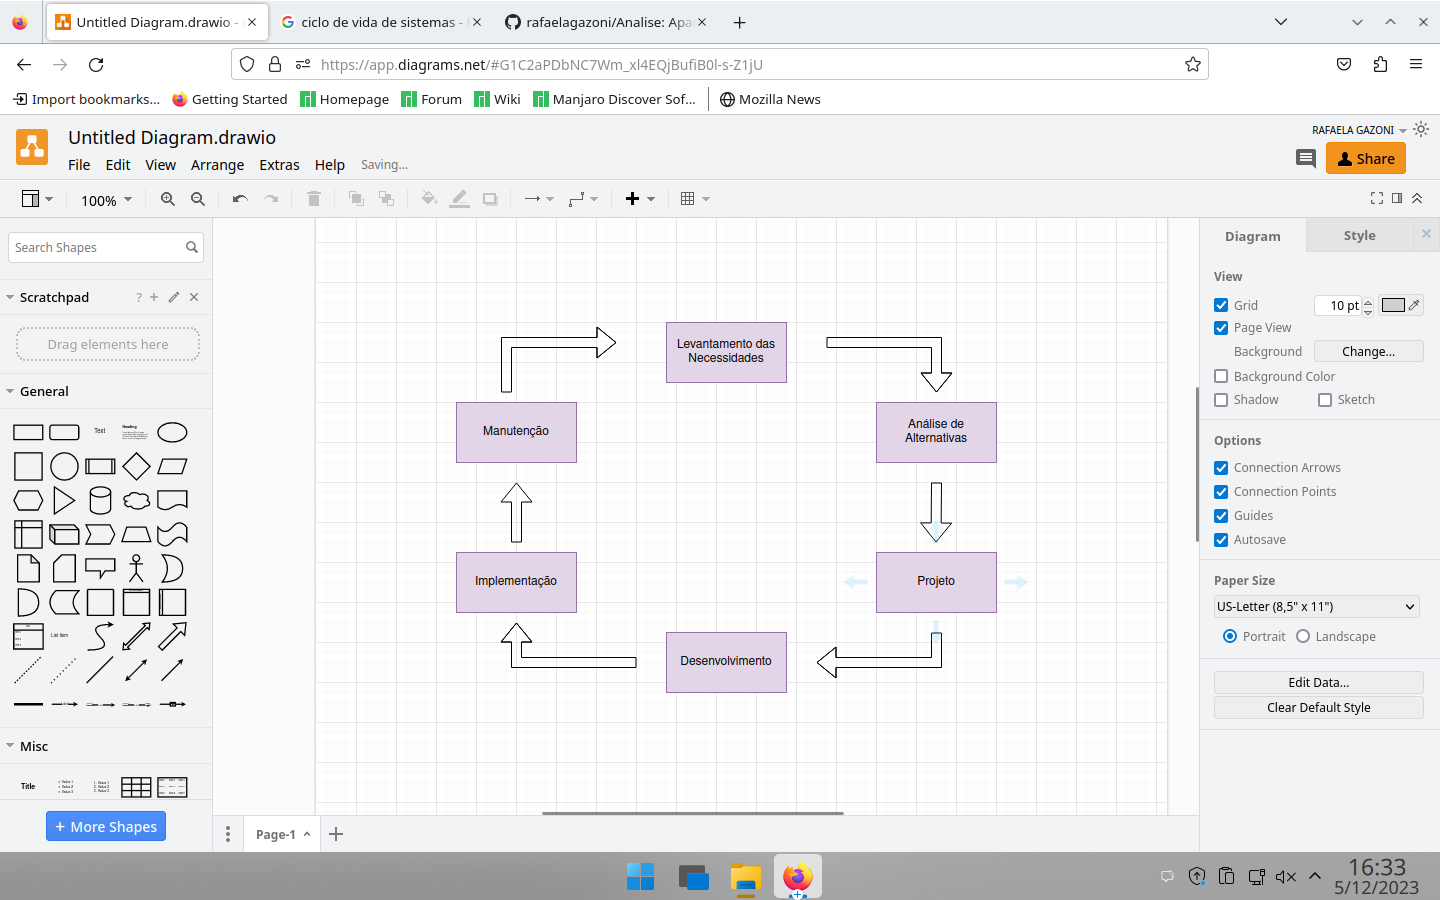 Untitled Diagram.drawio -
ciclo de vida de sistemas -
rafaelagazoni/Analise: Apa
https://app.diagrams.net/#G1C2aPDbNC7Wm_xl4EQjBufiB0l-s-Z1jU
Import bookmarks... Getting Started Homepage Forum Wiki Manjaro Discover Sof... Mozilla News
Untitled Diagram.drawio
RAFAELA GAZONI
File Edit View Arrange Extras Help Saving...
Share
100%
Search Shapes
Scratchpad ?
Drag elements here
General
Text
Heading
List Item
Misc
Title
+ More Shapes
Levantamento das
Necessidades
Análise de
Alternativas
Manutenção
Implementação
Projeto
Desenvolvimento
Page-1
Diagram Style
View
Grid 10 pt
Page View
Background Change...
Background Color
Shadow Sketch
Options
Connection Arrows
Connection Points
Guides
Autosave
Paper Size
US-Letter (8,5" x 11")
Portrait Landscape
Edit Data...
Clear Default Style
16:33
5/12/2023